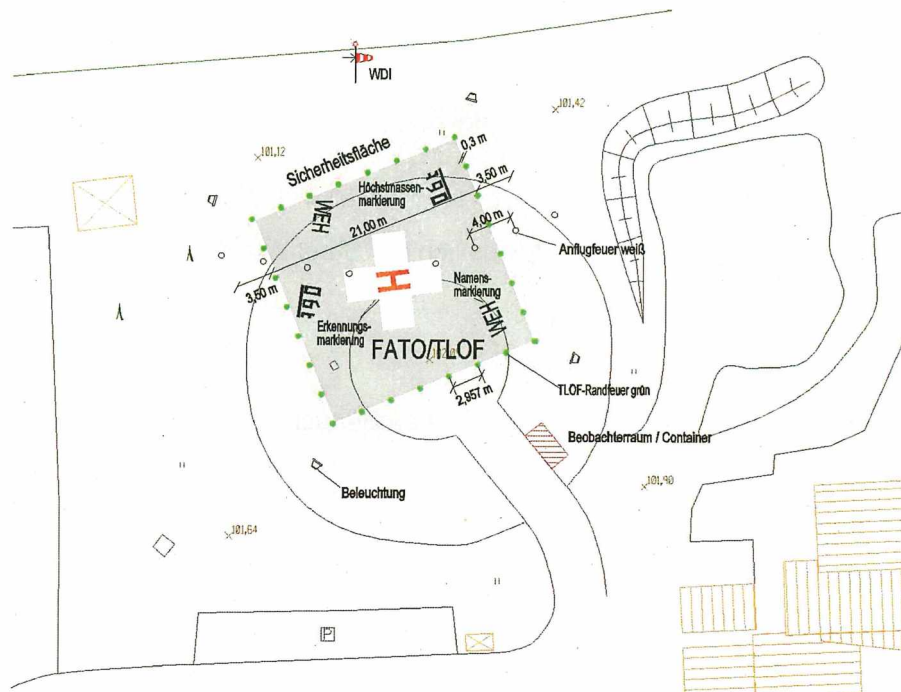 WDI
101,42
101,12
Sicherheitsfläche
0,3 m
3,50 m
Höchstmassen-
markierung
WEH
21,00 m
4,00 m
Anflugfeuer weiß
3,50 m
H
Namens-
markierung
Erkennungs-
markierung
WEH
FATO/TLOF
TLOF-Randfeuer grün
2,957 m
Beobachterraum / Container
Beleuchtung
101,90
101,64
P